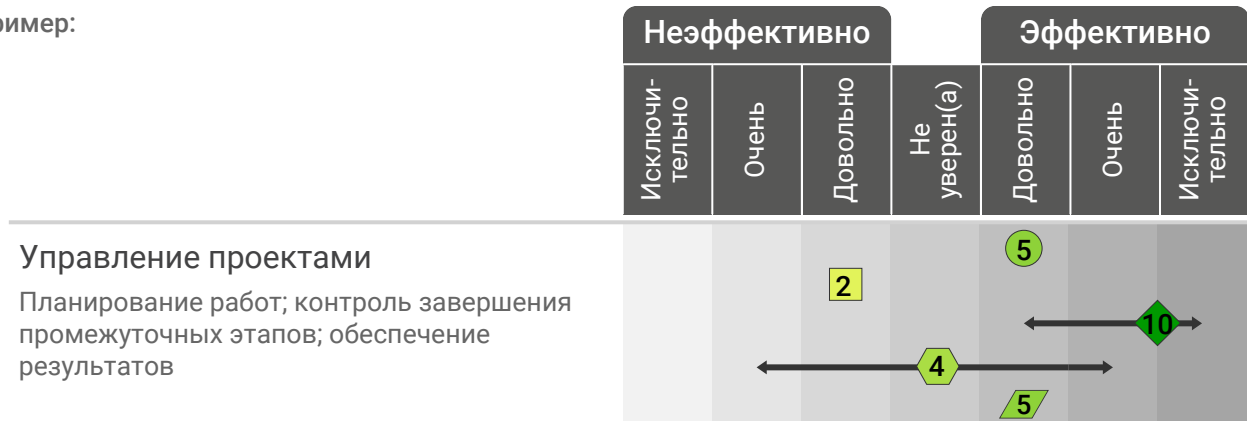 ример:
Неэффективно
Эффективно
Исключи-
тельно
Очень
Довольно
Не
уверен(а)
Довольно
Очень
Исключи-
тельно
Управление проектами
Планирование работ; контроль завершения
промежуточных этапов; обеспечение
результатов
5
2
10
4
5